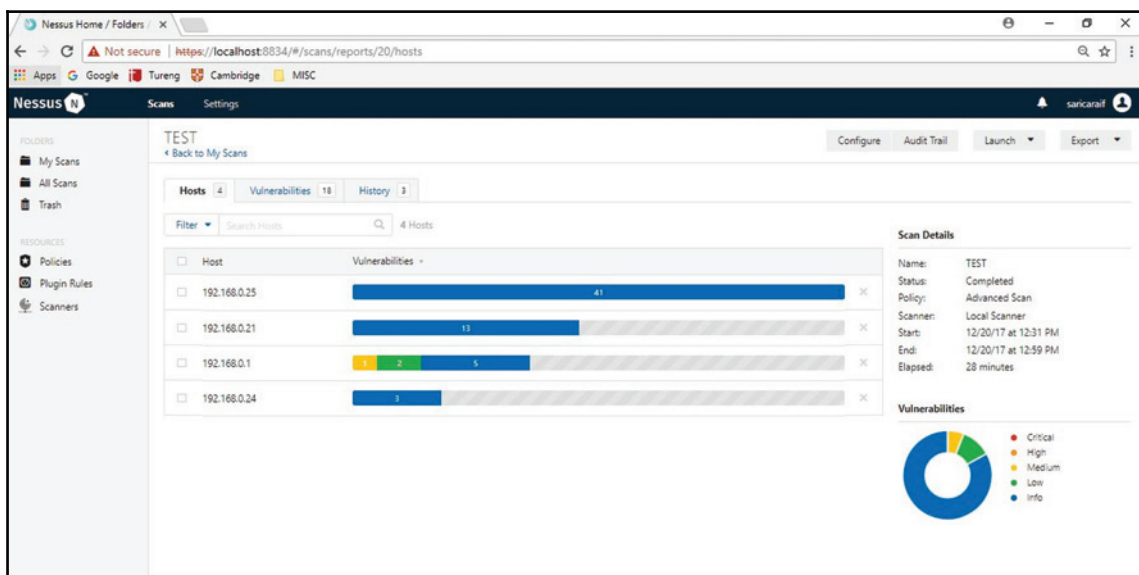 Nessus Home / Folders /
Not secure | https://localhost:8834/#/scans/reports/20/hosts
Apps Google Tureng Cambridge MISC
Nessus N Scans Settings saricaraif
FOLDERS
My Scans
All Scans
Trash
RESOURCES
Policies
Plugin Rules
Scanners
TEST
Back to My Scans
Configure Audit Trail Launch Export
Hosts 4 Vulnerabilities 18 History 3
Filter Search Hosts 4 Hosts
Host Vulnerabilities
192.168.0.25 41
192.168.0.21 13
192.168.0.1 1 2 5
192.168.0.24 3
Scan Details
Name: TEST
Status: Completed
Policy: Advanced Scan
Scanner: Local Scanner
Start: 12/20/17 at 12:31 PM
End: 12/20/17 at 12:59 PM
Elapsed: 28 minutes
Vulnerabilities
Critical
High
Medium
Low
Info